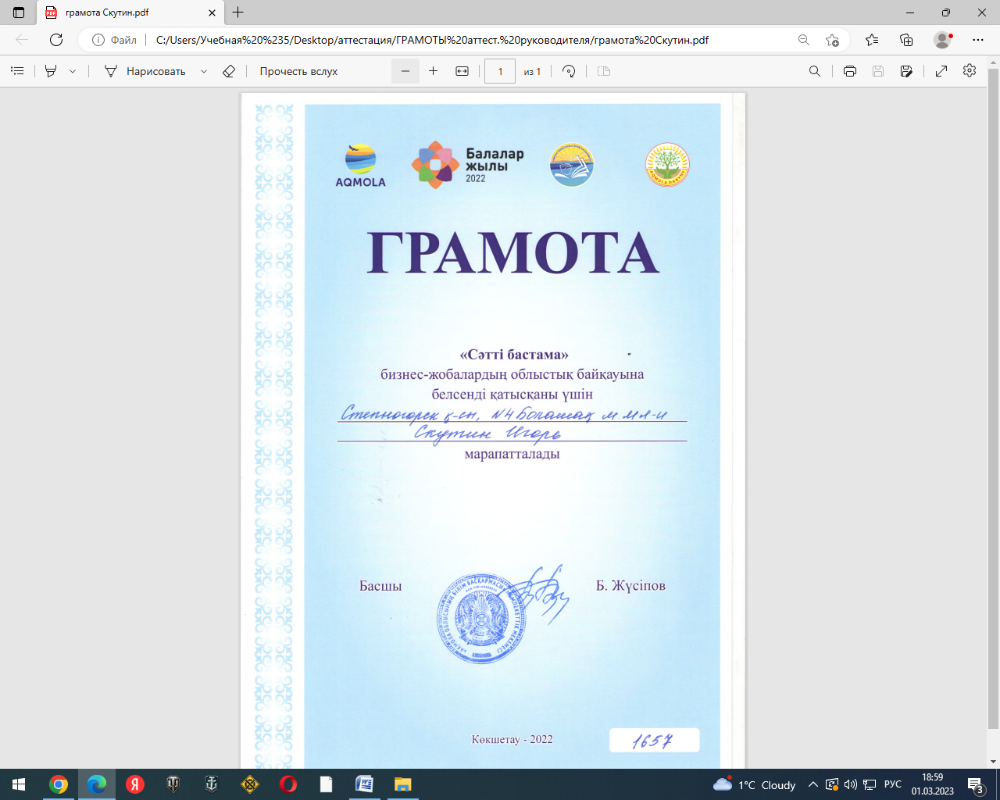 грамота Скутин.pdf
Файл
C:/Users/Учебная%20%235/Desktop/аттестация/ГРАМОТЫ%20аттест.%20руководителя/грамота%20Скутин.pdf
Нарисовать
Прочесть вслух
1
из 1
AQMOLA
Балалар
жылы
2022
AQMOLA DARYNY
ГРАМОТА
«Сәтті бастама»
бизнес-жобалардың облыстық байқауына
белсенді қатысқаны үшін
Степногорск қ-сы, №4 Болашақ м.мл-и
Скутин Игорь
марапатталады
Басшы
Б. Жүсіпов
Көкшетау - 2022
1657
1°C Cloudy
РУС
18:59
01.03.2023
3